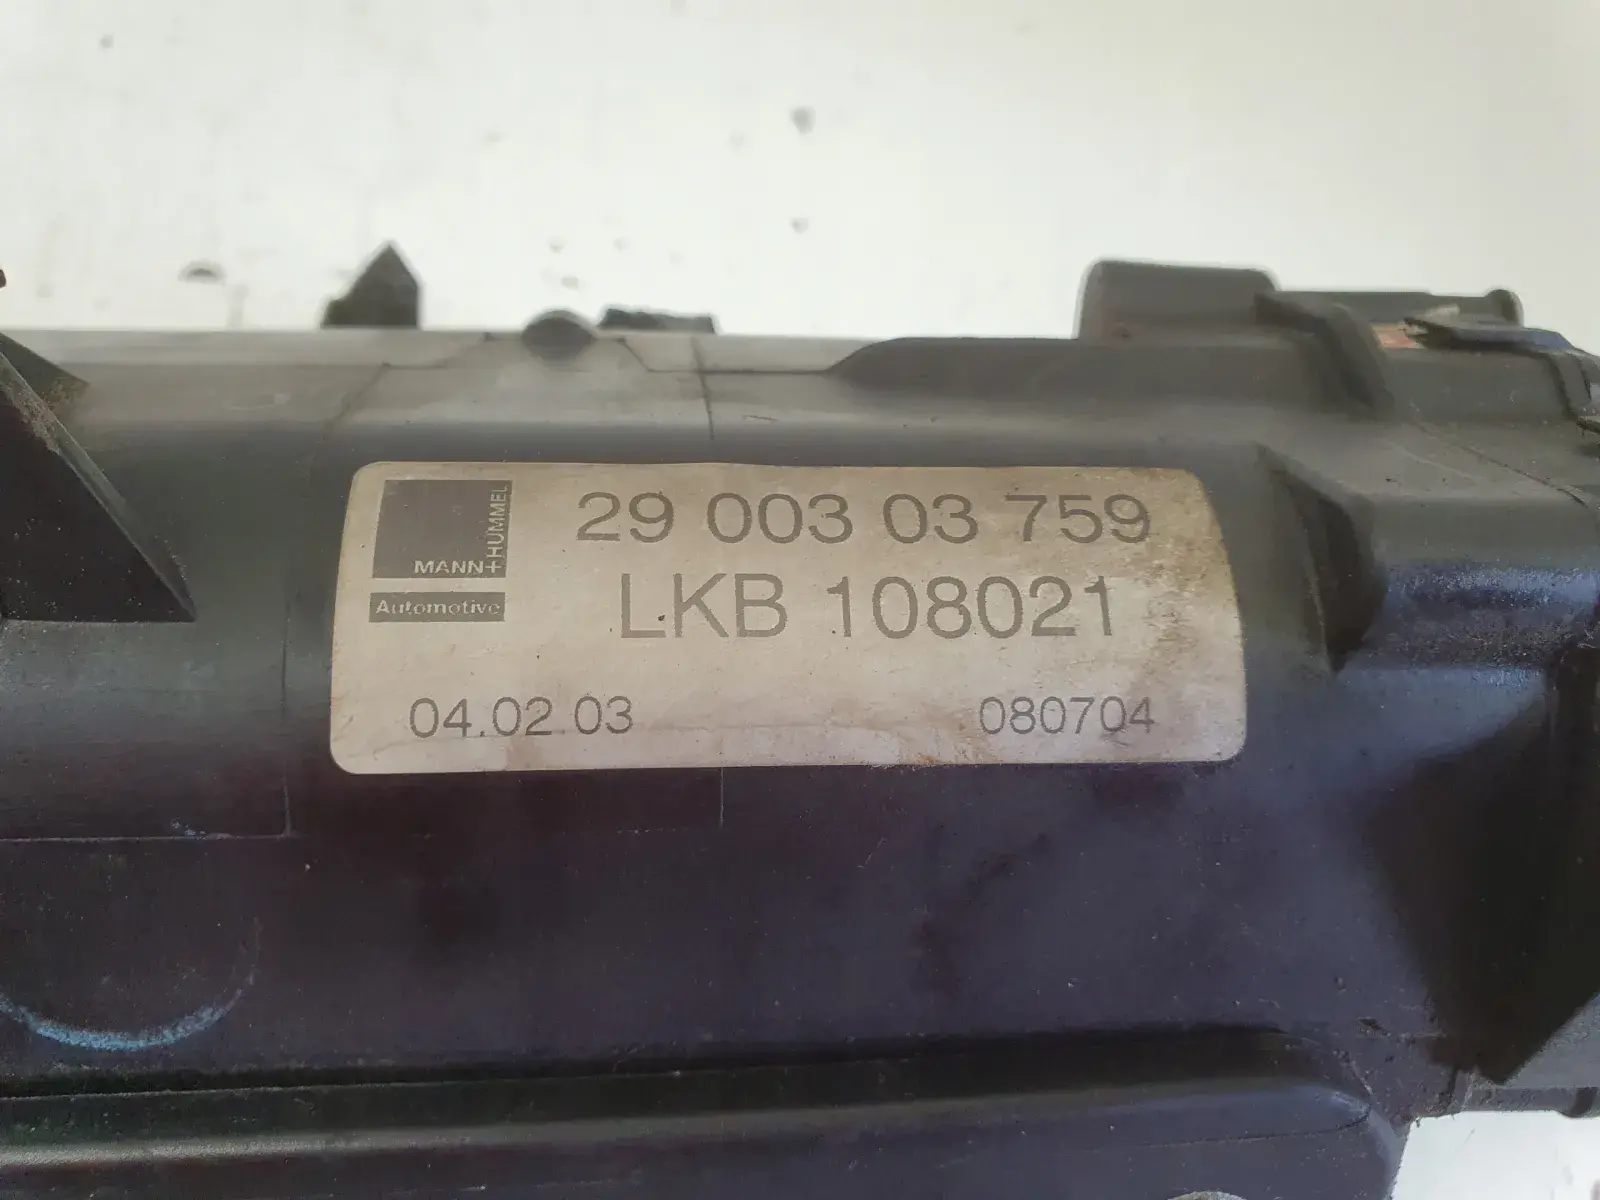 MANN+HUMMEL
Automotive
29 003 03 759
LKB 108021
04.02.03
080704